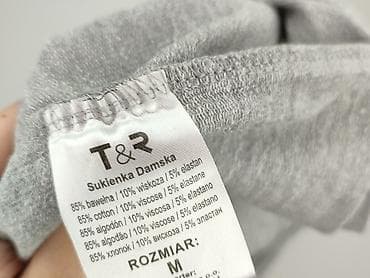 T&R
Sukienka Damska
85% bawełna / 10% wiskoza / 5% elastan
85% cotton / 10% viscose / 5% elastane
85% algodón / 10% viscosa / 5% elastano
85% algodão / 10% viscose / 5% elastano
85% хлопок / 10% вискоза / 5% эластан
ROZMIAR:
M